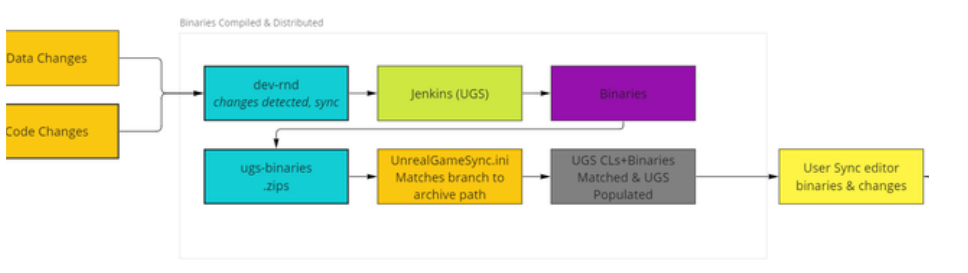 Binaries Compiled & Distributed
Data Changes
Code Changes
dev-rnd
changes detected, sync
Jenkins (UGS)
Binaries
ugs-binaries
.zips
UnrealGameSync.ini
Matches branch to
archive path
UGS CLs+Binaries
Matched & UGS
Populated
User Sync editor
binaries & changes